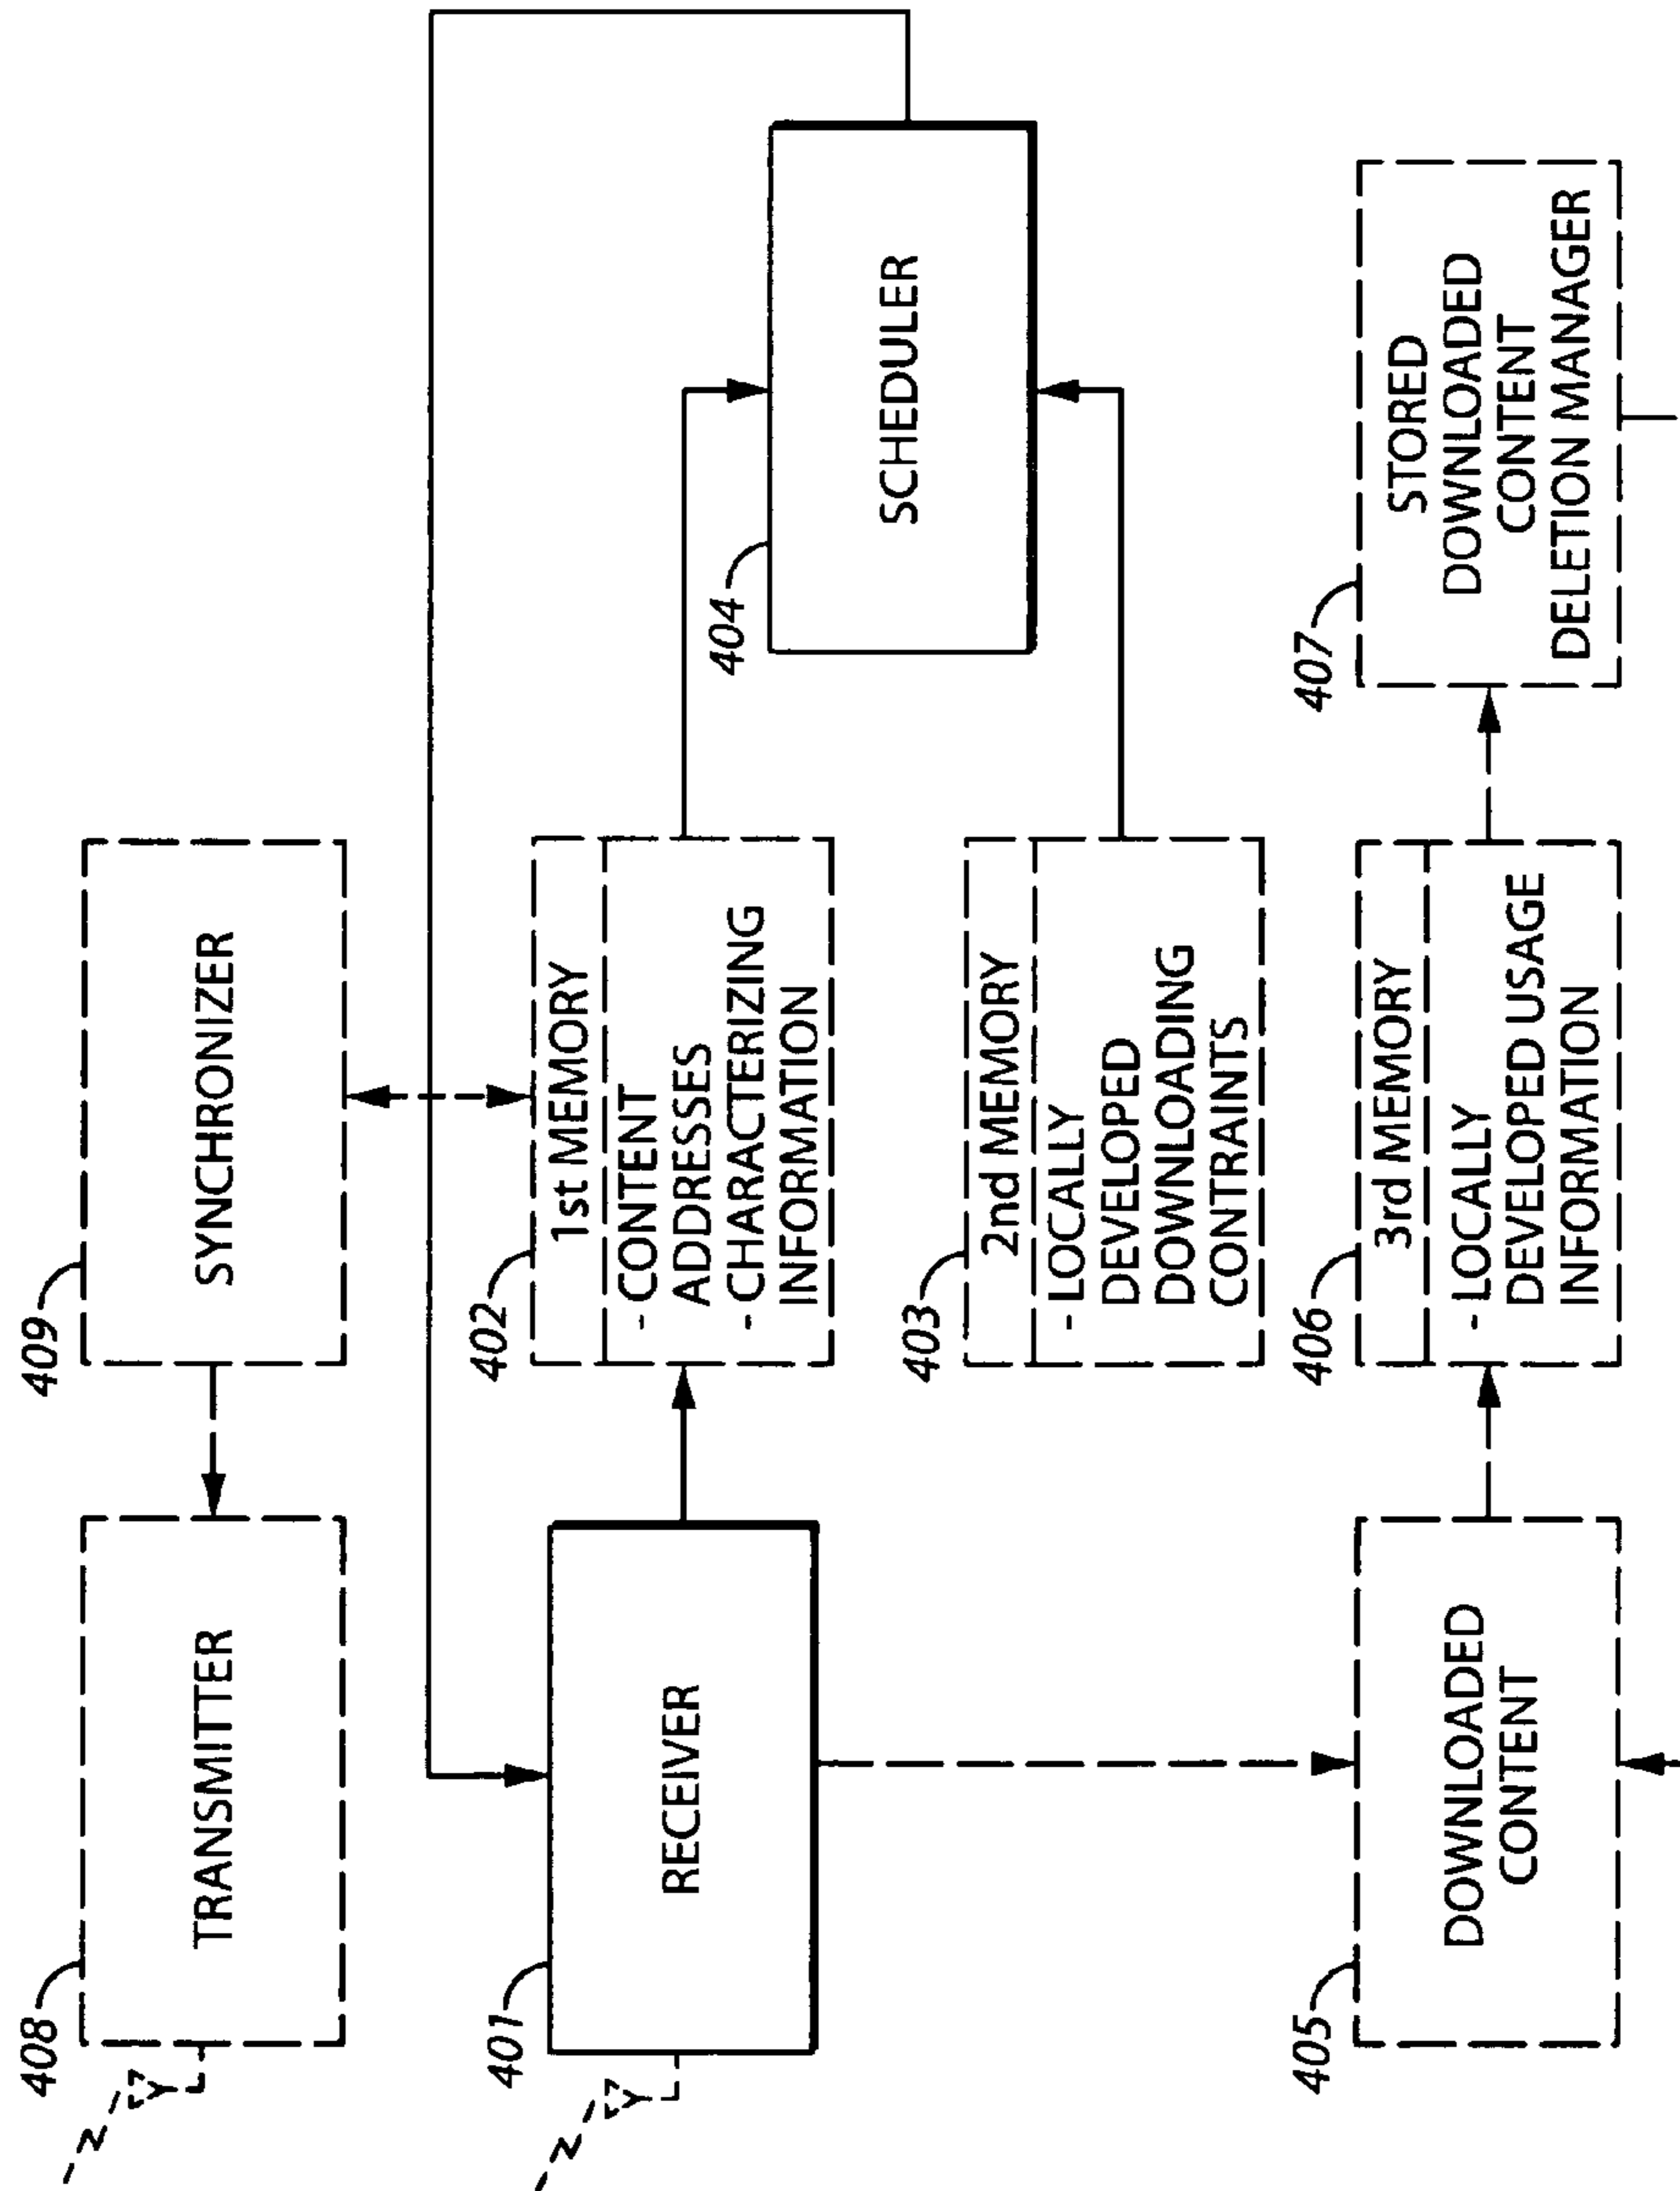 408
TRANSMITTER
409
SYNCHRONIZER
401
RECEIVER
402
1st MEMORY
- CONTENT
ADDRESSES
- CHARACTERIZING
INFORMATION
404
SCHEDULER
403
2nd MEMORY
- LOCALLY
DEVELOPED
DOWNLOADING
CONTRAINTS
405
DOWNLOADED
CONTENT
406
3rd MEMORY
- LOCALLY
DEVELOPED USAGE
INFORMATION
407
STORED
DOWNLOADED
CONTENT
DELETION MANAGER